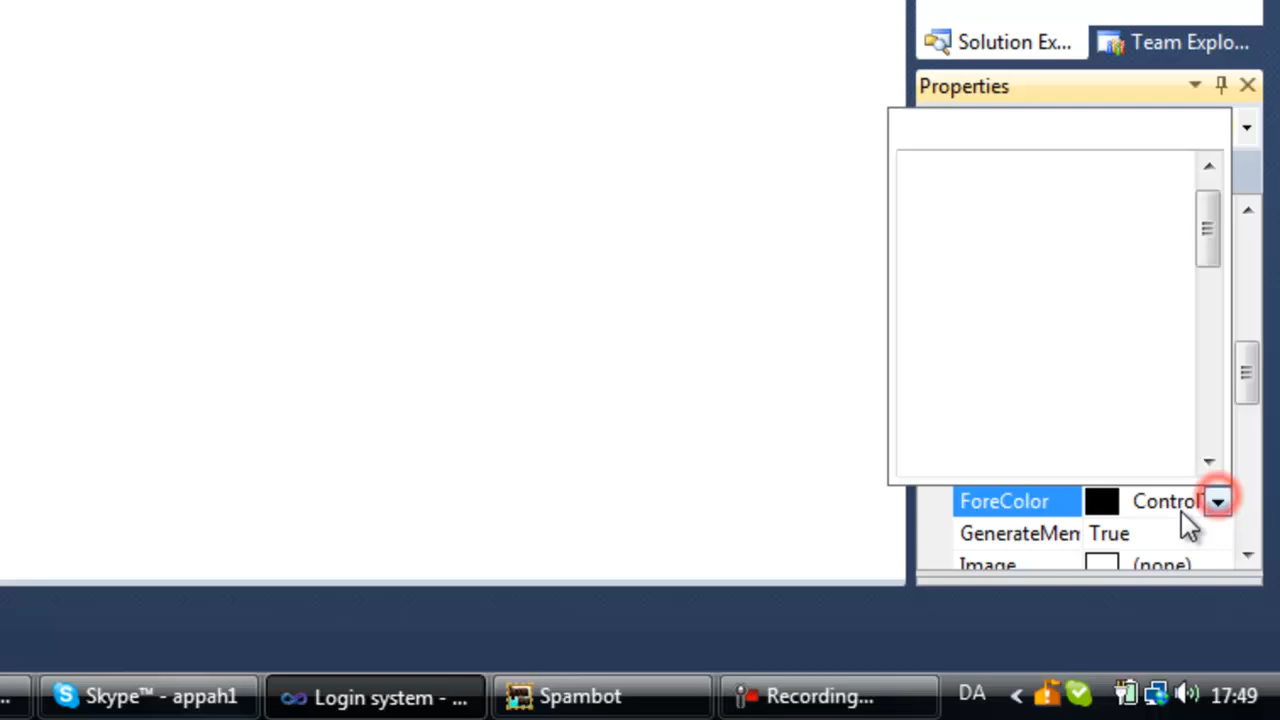 Solution Ex...
Team Explo...
Properties
ForeColor
Control
GenerateMem
True
Image
(none)
...
Skype™ - appah1
Login system - ...
Spambot
Recording...
DA
17:49